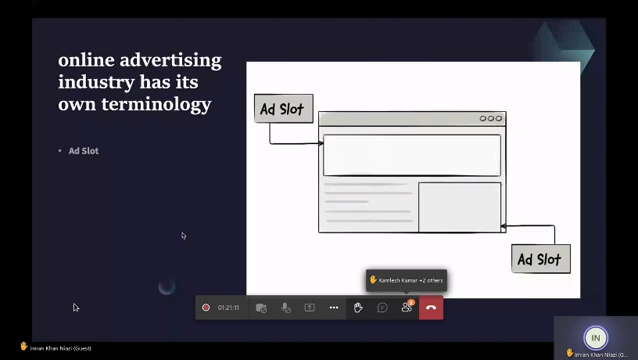 online advertising
industry has its
own terminology
• Ad Slot
Ad Slot
Ad Slot
Kamlesh Kumar +2 others
01:21:11
Imran Khan Niazi (Guest)
IN
Imran Khan Niazi (Guest)